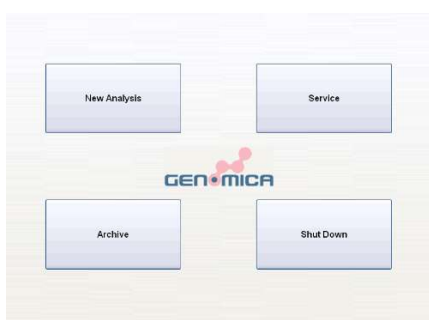 New Analysis
Service
GENOMICA
Archive
Shut Down